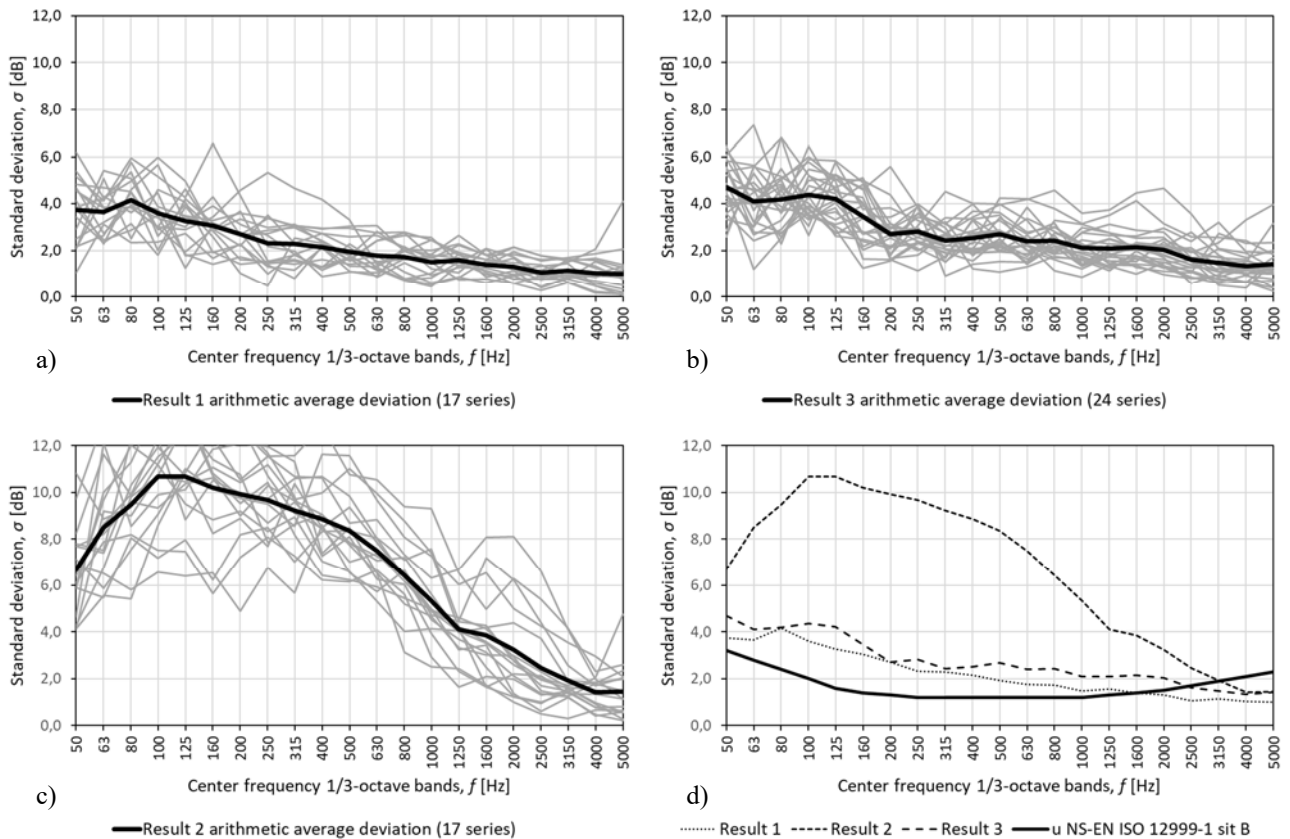 12,0
10,0
8,0
6,0
4,0
2,0
0,0
Standard deviation, σ [dB]
50 63 80 100 125 160 200 250 315 400 500 630 800 1000 1250 1600 2000 2500 3150 4000 5000
Center frequency 1/3-octave bands, f [Hz]
a)
Result 1 arithmetic average deviation (17 series)
12,0
10,0
8,0
6,0
4,0
2,0
0,0
Standard deviation, σ [dB]
50 63 80 100 125 160 200 250 315 400 500 630 800 1000 1250 1600 2000 2500 3150 4000 5000
Center frequency 1/3-octave bands, f [Hz]
b)
Result 3 arithmetic average deviation (24 series)
12,0
10,0
8,0
6,0
4,0
2,0
0,0
Standard deviation, σ [dB]
50 63 80 100 125 160 200 250 315 400 500 630 800 1000 1250 1600 2000 2500 3150 4000 5000
Center frequency 1/3-octave bands, f [Hz]
c)
Result 2 arithmetic average deviation (17 series)
12,0
10,0
8,0
6,0
4,0
2,0
0,0
Standard deviation, σ [dB]
50 63 80 100 125 160 200 250 315 400 500 630 800 1000 1250 1600 2000 2500 3150 4000 5000
Center frequency 1/3-octave bands, f [Hz]
d)
Result 1 Result 2 Result 3 u NS-EN ISO 12999-1 sit B